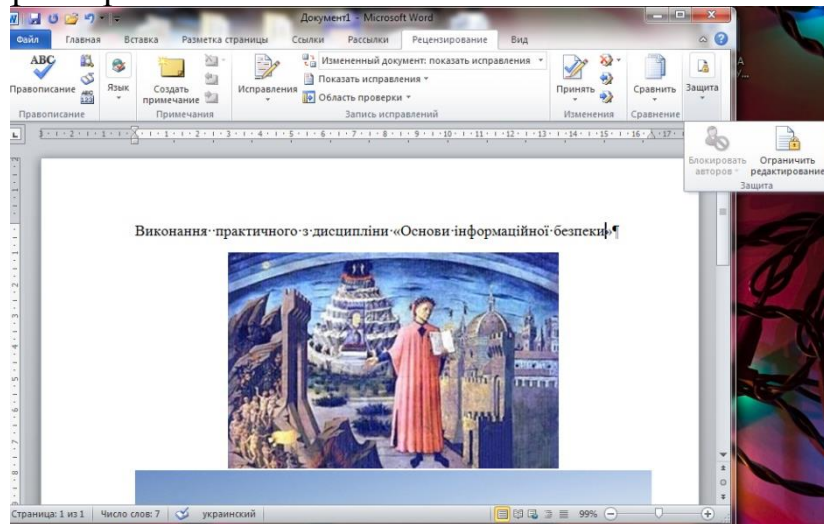 Документ1 - Microsoft Word
Файл Главная Вставка Разметка страницы Ссылки Рассылки Рецензирование Вид
ABC
Правописание
ABC
123
Язык
Создать примечание
Исправления
Измененный документ: показать исправления
Показать исправления
Область проверки
Принять
Сравнить
Защита
Правописание Примечания Запись исправлений Изменения Сравнение
Блокировать авторов
Ограничить редактирование
Защита
Виконання··практичного·з·дисципліни·«Основи·інформаційної·безпеки»¶
Страница: 1 из 1 Число слов: 7 украинский 99%